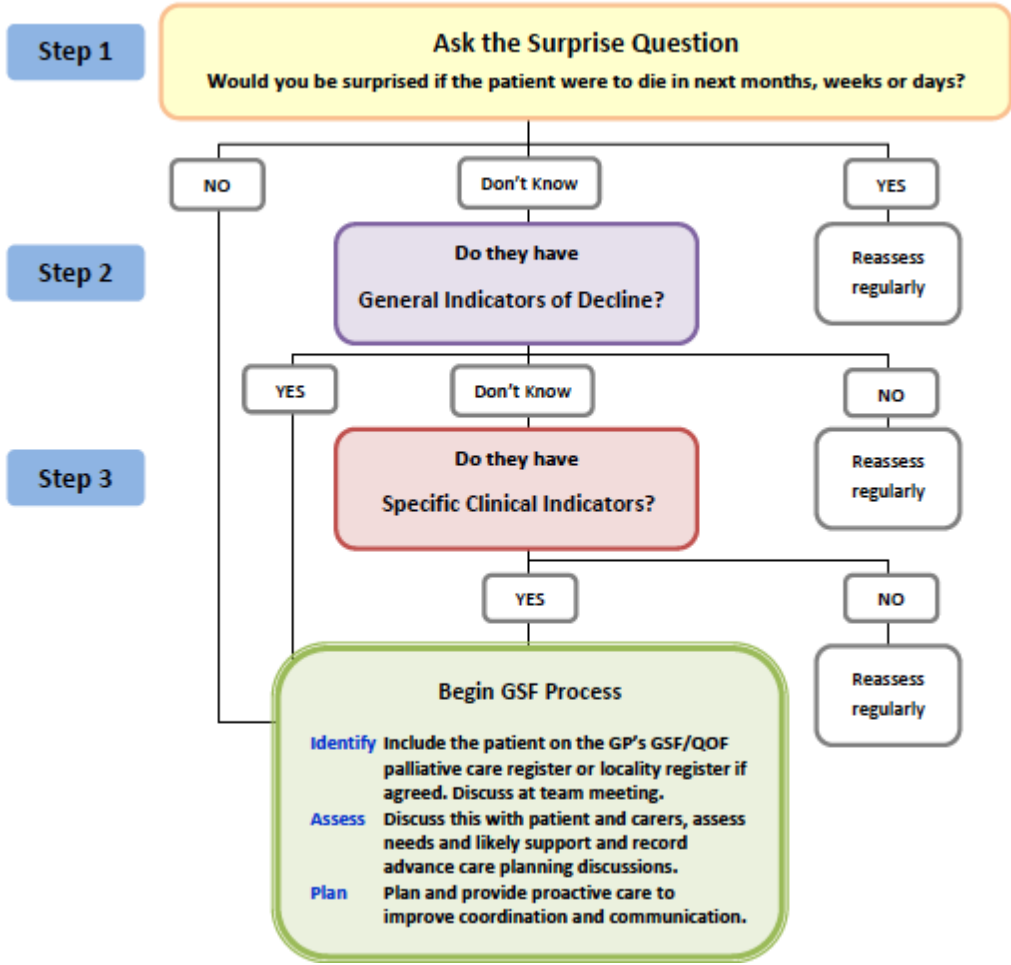 Step 1
Ask the Surprise Question
Would you be surprised if the patient were to die in next months, weeks or days?
NO
Don't Know
YES
Step 2
Do they have
General Indicators of Decline?
Reassess
regularly
YES
Don't Know
NO
Step 3
Do they have
Specific Clinical Indicators?
Reassess
regularly
YES
NO
Begin GSF Process
Reassess
regularly
Identify Include the patient on the GP's GSF/QOF
palliative care register or locality register if
agreed. Discuss at team meeting.
Assess Discuss this with patient and carers, assess
needs and likely support and record
advance care planning discussions.
Plan Plan and provide proactive care to
improve coordination and communication.